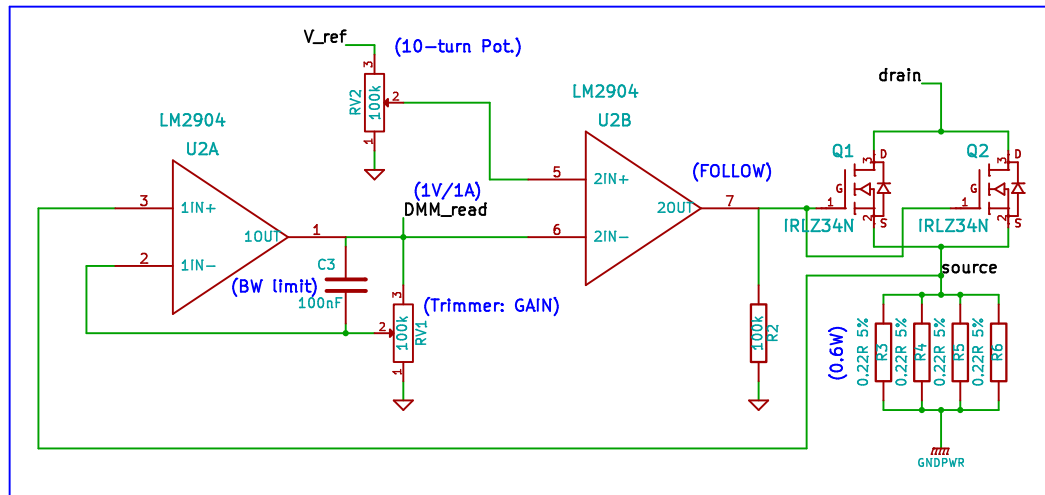 V_ref
(10-turn Pot.)
3
RV2
100k
2
1
LM2904
U2A
3
1IN+
1OUT
1
2
1IN-
C3
(BW limit)
100nF
(1V/1A)
DMM_read
(Trimmer: GAIN)
3
2
100k
RV1
1
LM2904
U2B
5
2IN+
2OUT
7
6
2IN-
(FOLLOW)
100k
R2
drain
Q1
3
D
G
1
2
S
IRLZ34N
Q2
3
D
G
1
2
S
IRLZ34N
source
(0.6W)
0.22R 5%
R3
0.22R 5%
R4
0.22R 5%
R5
0.22R 5%
R6
GNDPWR